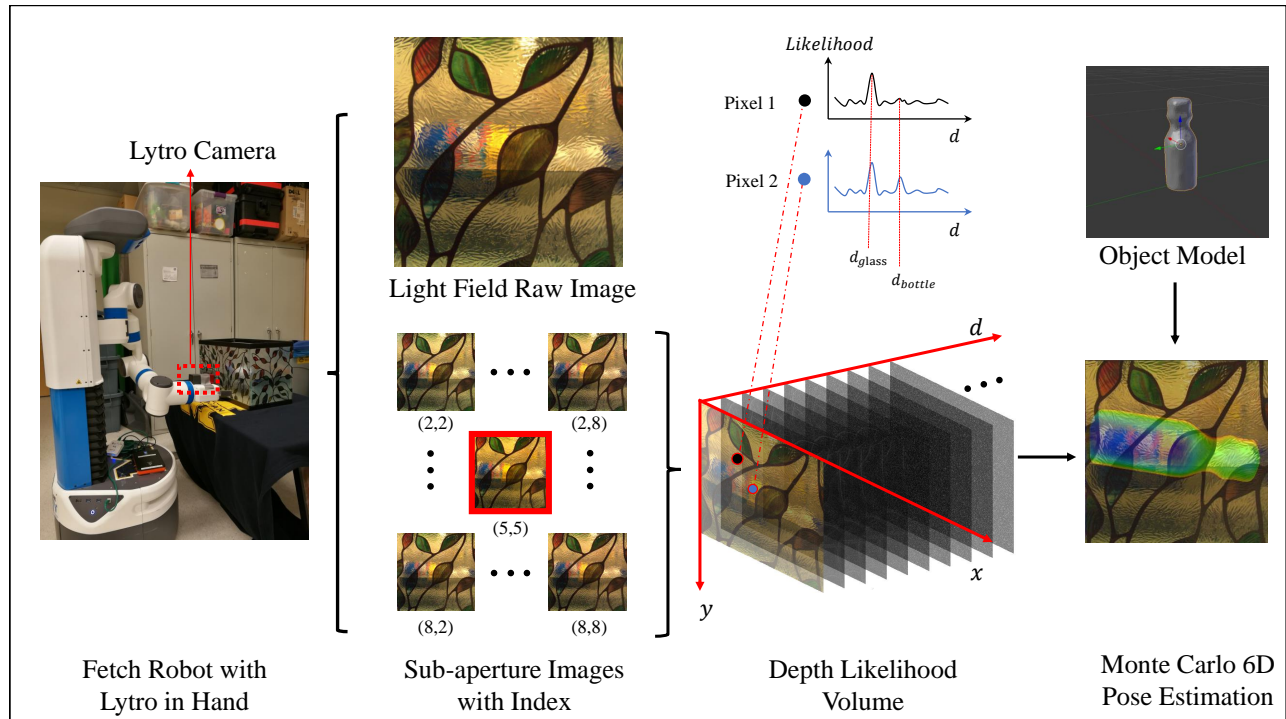 Lytro Camera
Light Field Raw Image
(2,2)
(2,8)
(5,5)
(8,2)
(8,8)
Likelihood
Pixel 1
d
Pixel 2
d
d_glass
d_bottle
d
x
y
Object Model
Fetch Robot with
Lytro in Hand
Sub-aperture Images
with Index
Depth Likelihood
Volume
Monte Carlo 6D
Pose Estimation